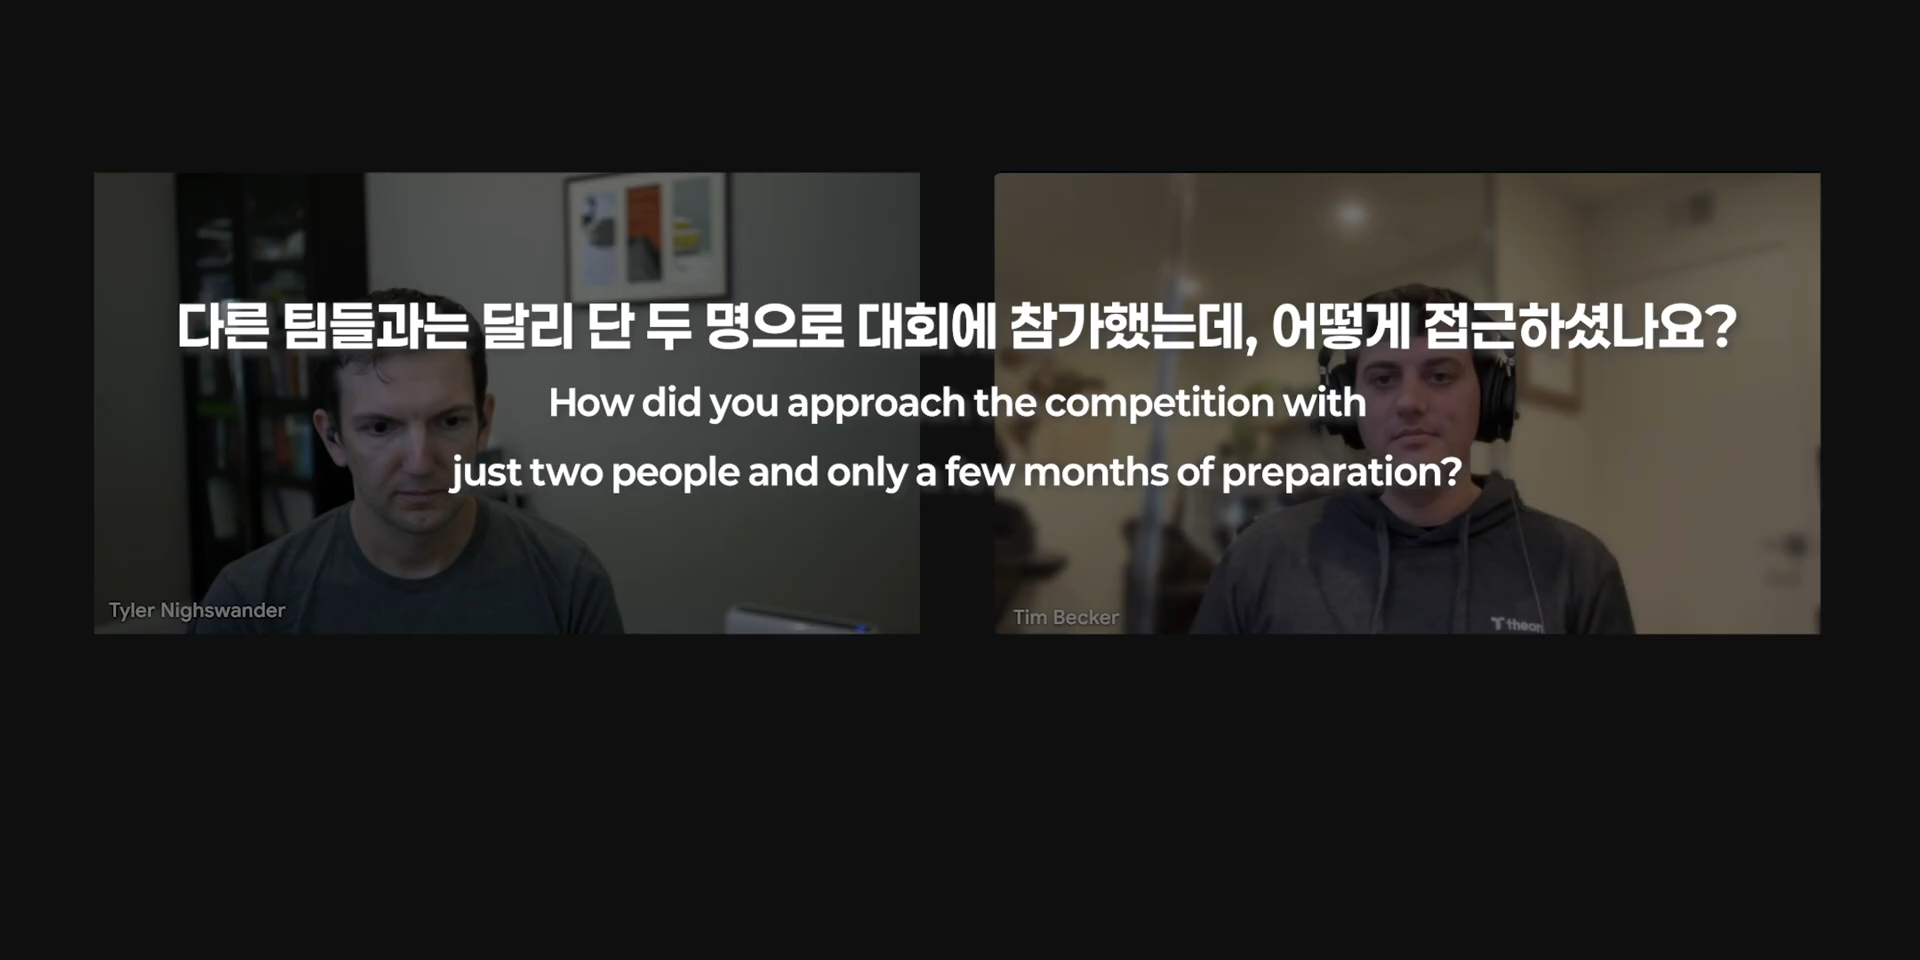 다른 팀들과는 달리 단 두 명으로 대회에 참가했는데, 어떻게 접근하셨나요?
How did you approach the competition with
just two people and only a few months of preparation?
Tyler Nighswander
Tim Becker
theori